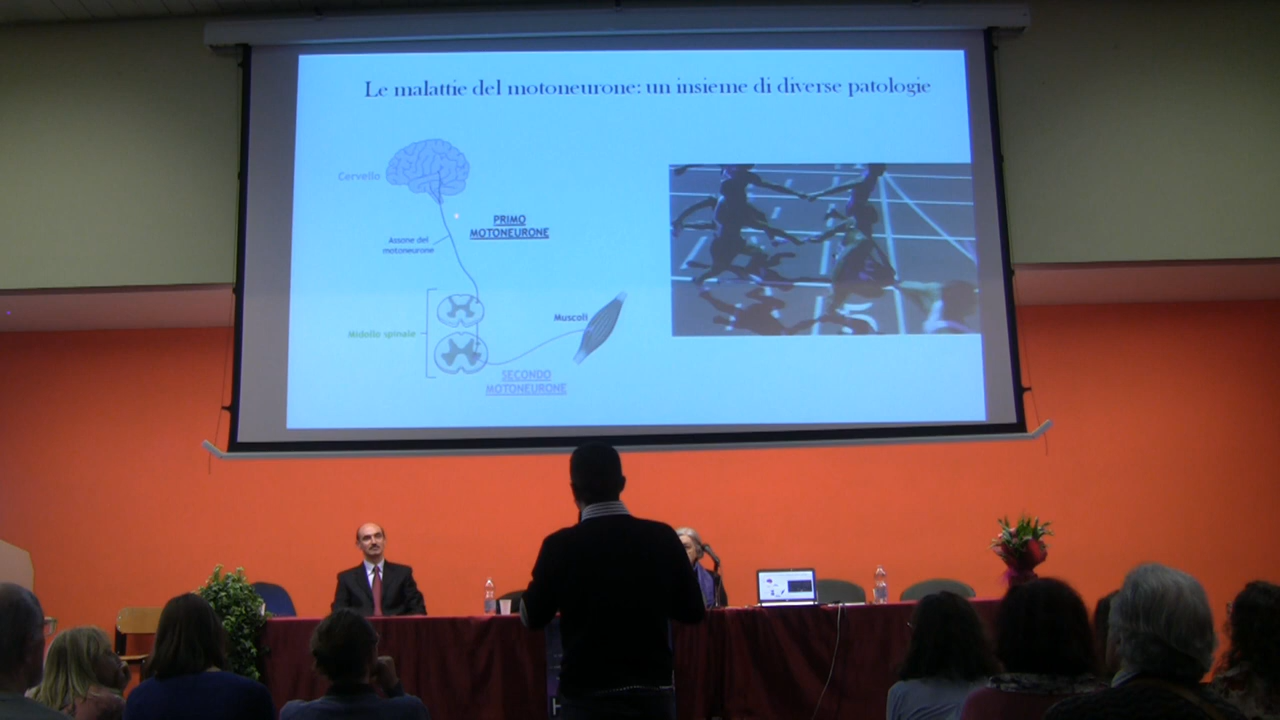 Le malattie del motoneurone: un insieme di diverse patologie
Cervello
PRIMO
MOTONEURONE
Assone del
motoneurone
Muscoli
Midollo spinale
SECONDO
MOTONEURONE